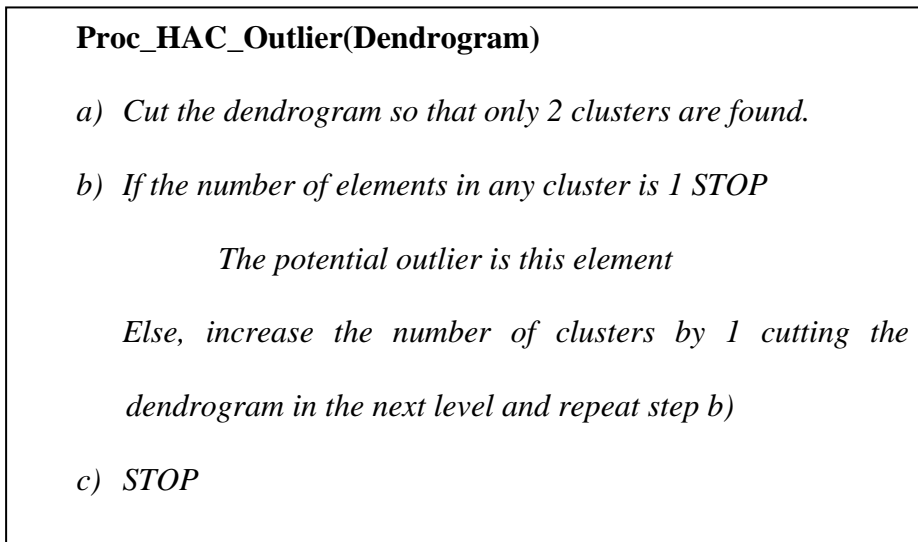 Proc_HAC_Outlier(Dendrogram)
a) Cut the dendrogram so that only 2 clusters are found.
b) If the number of elements in any cluster is 1 STOP
The potential outlier is this element
Else, increase the number of clusters by 1 cutting the
dendrogram in the next level and repeat step b)
c) STOP